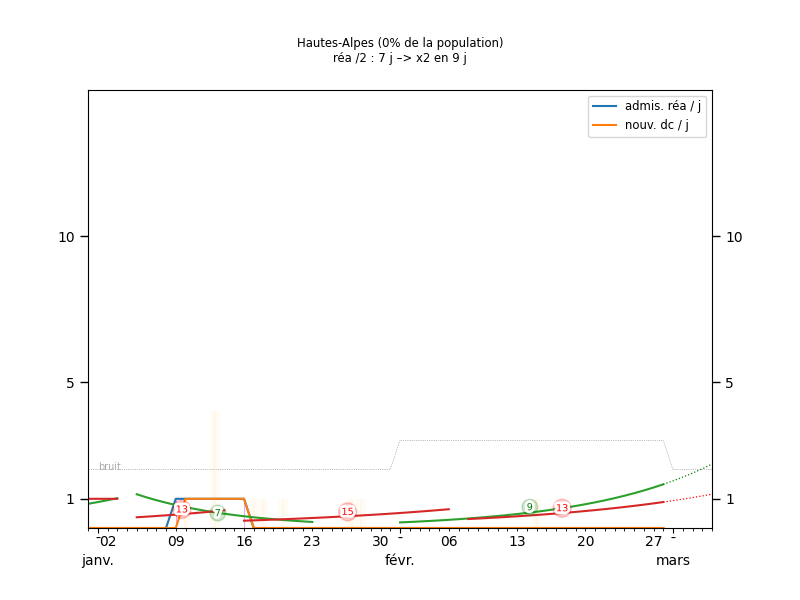 Hautes-Alpes (0% de la population)
réa /2 : 7 j –> x2 en 9 j
admis. réa / j
nouv. dc / j
10 10
5 5
bruit
1 1
13 7 15 9 13
02 09 16 23 30 06 13 20 27
janv. févr. mars